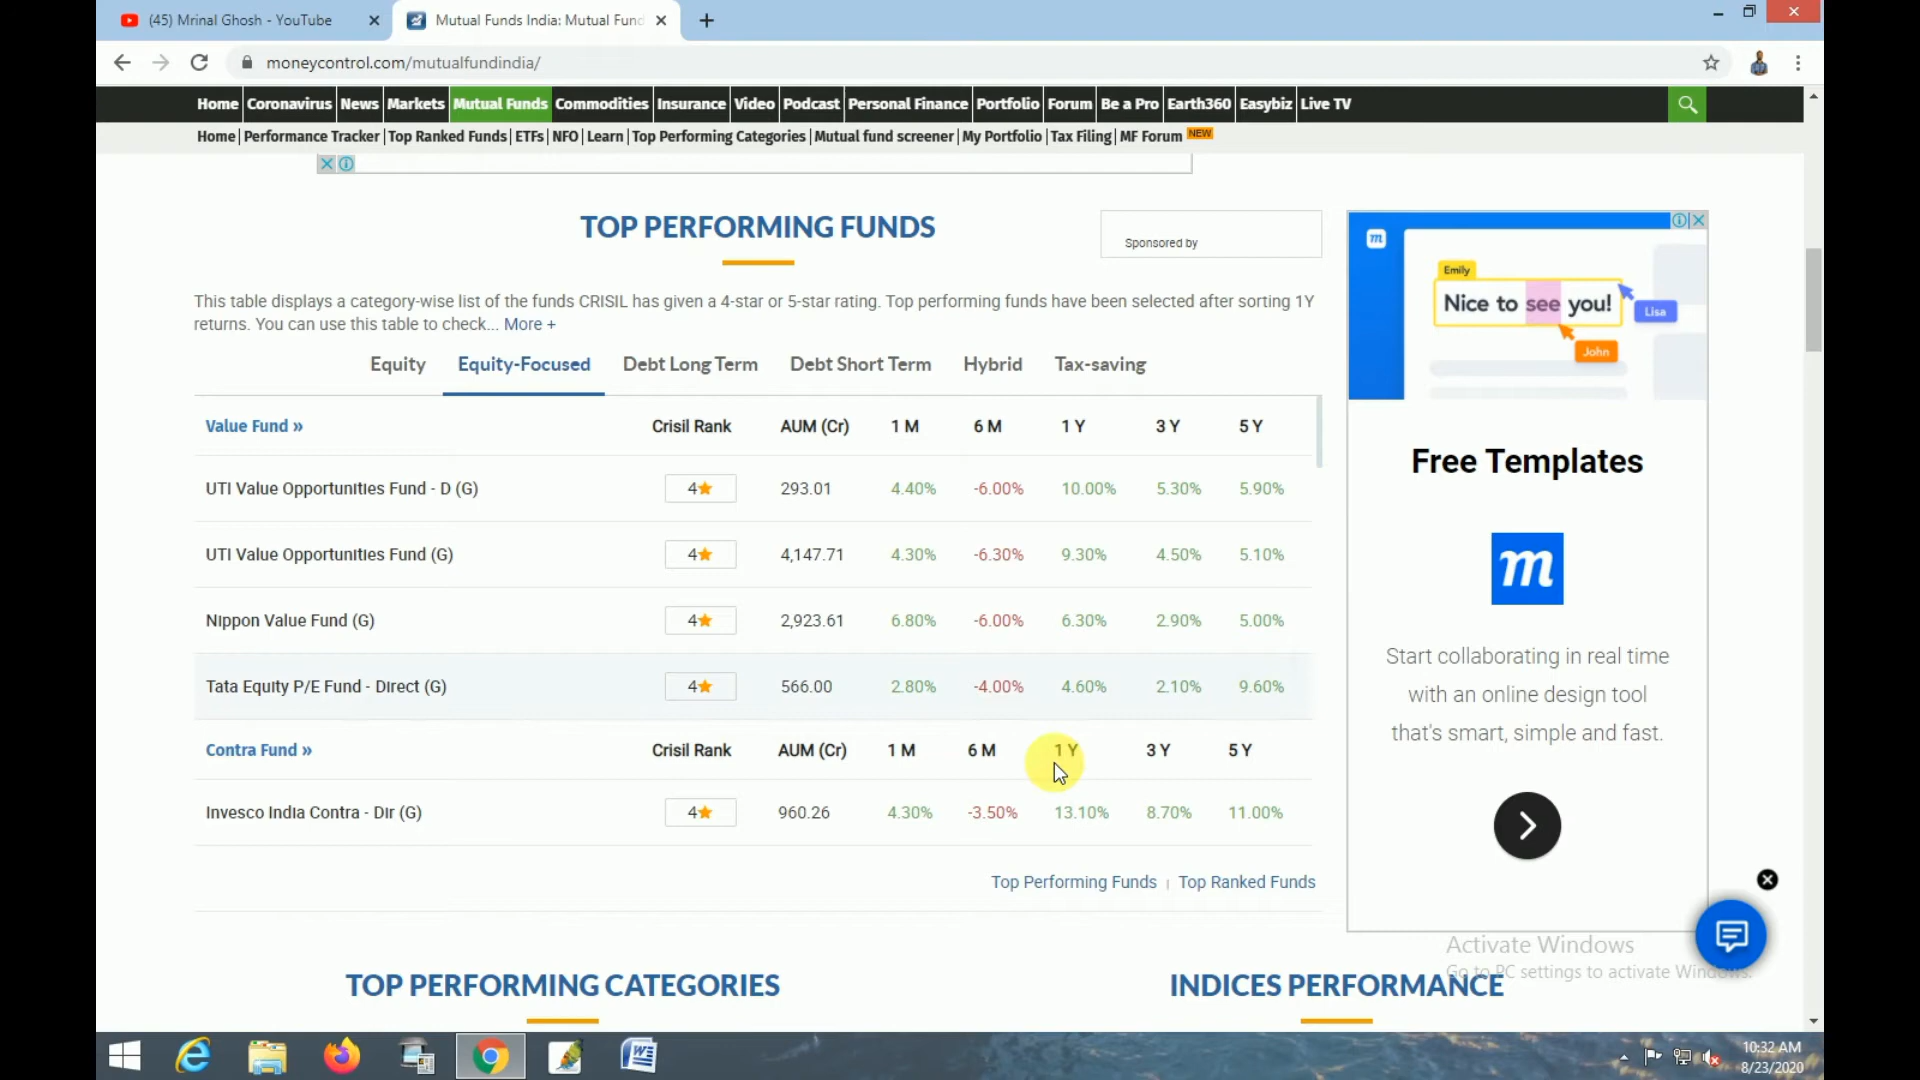 (45) Mrinal Ghosh - YouTube
Mutual Funds India: Mutual Fund
moneycontrol.com/mutualfundindia/
Home Coronavirus News Markets Mutual Funds Commodities Insurance Video Podcast Personal Finance Portfolio Forum Be a Pro Earth360 Easybiz Live TV
Home Performance Tracker Top Ranked Funds ETFs NFO Learn Top Performing Categories Mutual fund screener My Portfolio Tax Filing MF Forum NEW
TOP PERFORMING FUNDS
Sponsored by
This table displays a category-wise list of the funds CRISIL has given a 4-star or 5-star rating. Top performing funds have been selected after sorting 1Y
returns. You can use this table to check... More +
Equity Equity-Focused Debt Long Term Debt Short Term Hybrid Tax-saving
Value Fund » Crisil Rank AUM (Cr) 1 M 6 M 1 Y 3 Y 5 Y
UTI Value Opportunities Fund - D (G) 4★ 293.01 4.40% -6.00% 10.00% 5.30% 5.90%
UTI Value Opportunities Fund (G) 4★ 4,147.71 4.30% -6.30% 9.30% 4.50% 5.10%
Nippon Value Fund (G) 4★ 2,923.61 6.80% -6.00% 6.30% 2.90% 5.00%
Tata Equity P/E Fund - Direct (G) 4★ 566.00 2.80% -4.00% 4.60% 2.10% 9.60%
Contra Fund » Crisil Rank AUM (Cr) 1 M 6 M 1 Y 3 Y 5 Y
Invesco India Contra - Dir (G) 4★ 960.26 4.30% -3.50% 13.10% 8.70% 11.00%
Top Performing Funds | Top Ranked Funds
TOP PERFORMING CATEGORIES
INDICES PERFORMANCE
m
Emily
Nice to see you!
Lisa
John
Free Templates
m
Start collaborating in real time
with an online design tool
that's smart, simple and fast.
Activate Windows
Go to PC settings to activate Windows.
10:32 AM
8/23/2020